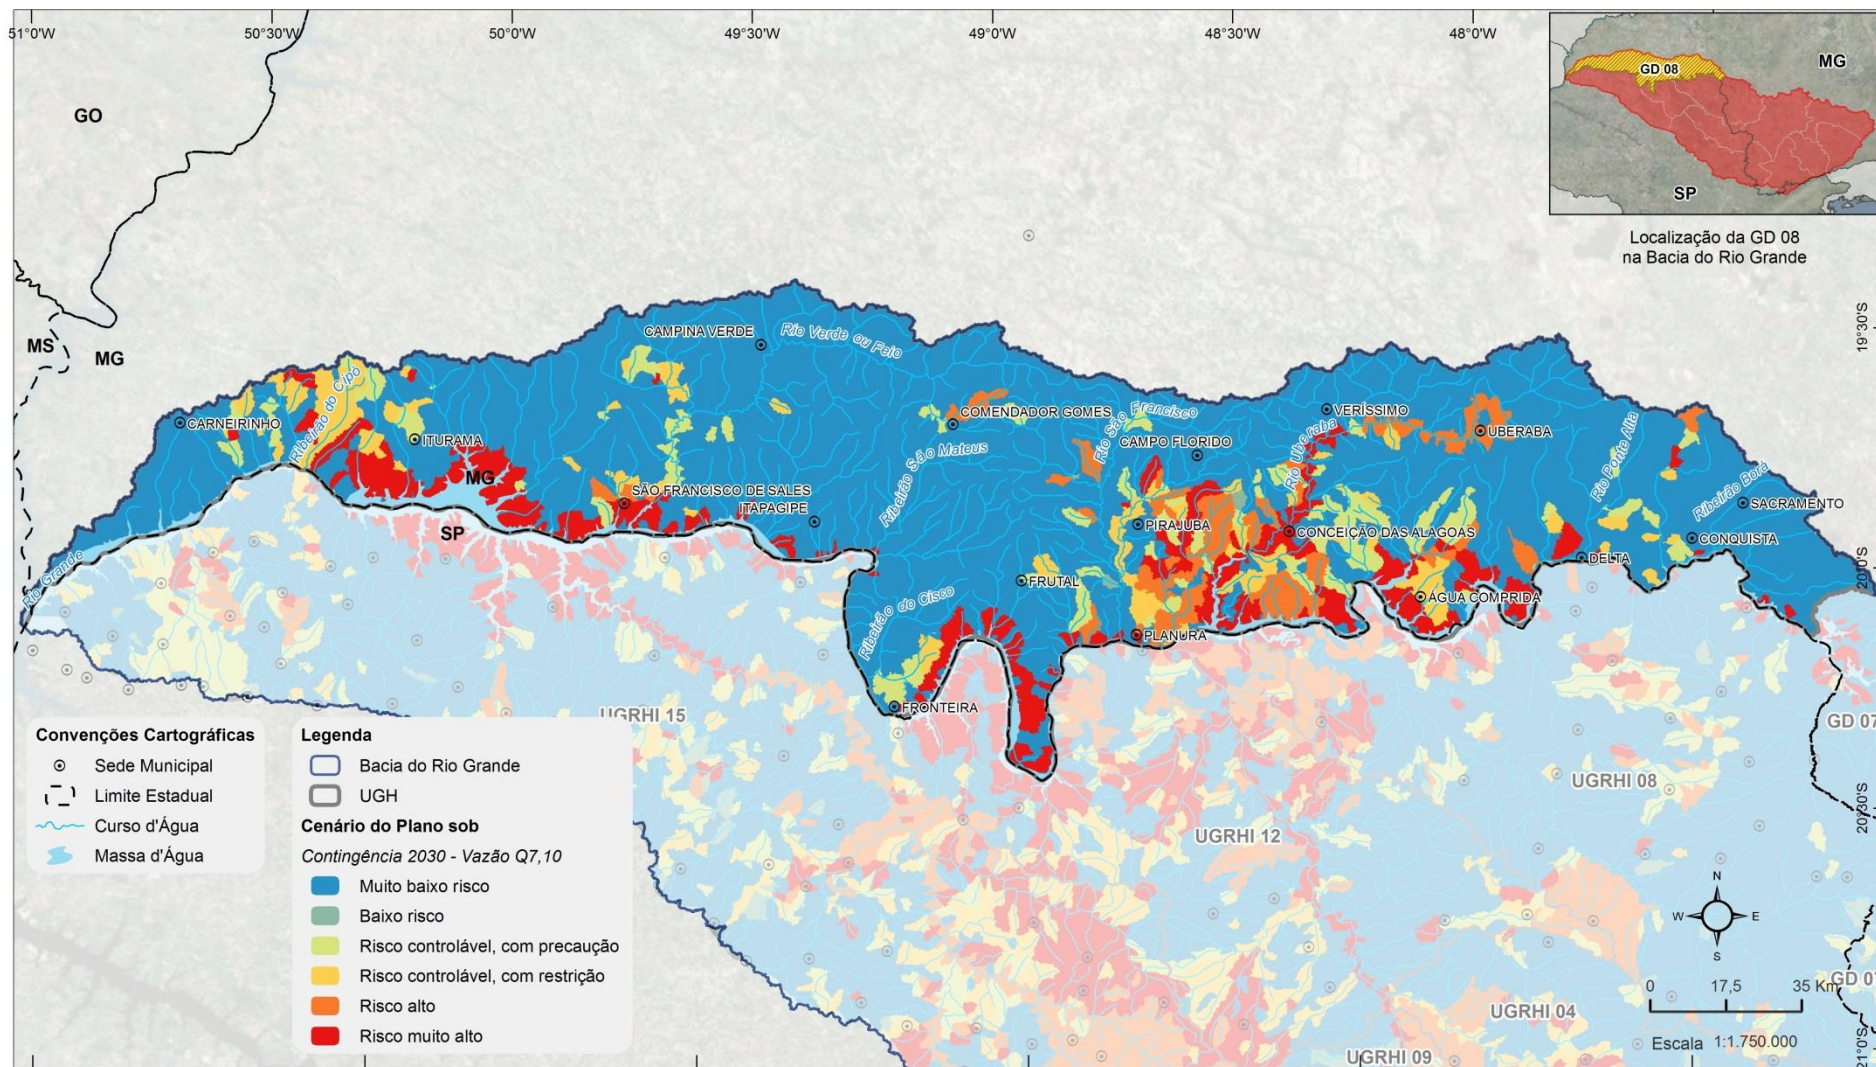 51°0'W
50°30'W
50°0'W
49°30'W
49°0'W
48°30'W
48°0'W
GO
MS
MG
MG
GD 08
SP
Localização da GD 08
na Bacia do Rio Grande
19°30'S
20°0'S
20°30'S
21°0'S
CAMPINA VERDE
Rio Verde ou Feio
CARNEIRINHO
Ribeirão do Cipó
ITURAMA
COMENDADOR GOMES
Rio São Francisco
VERÍSSIMO
UBERABA
CAMPO FLORIDO
Rio Uberaba
Rio Ponte Alta
Ribeirão São Mateus
MG
SÃO FRANCISCO DE SALES
ITAPAGIPE
Ribeirão Bora
SACRAMENTO
SP
PIRAJUBA
CONCEIÇÃO DAS ALAGOAS
CONQUISTA
DELTA
Rio Grande
FRUTAL
ÁGUA COMPRIDA
Ribeirão do Cisco
PLANURA
FRONTEIRA
UGRHI 15
GD 07
UGRHI 08
UGRHI 12
GD 07
UGRHI 04
UGRHI 09
Convenções Cartográficas
Sede Municipal
Limite Estadual
Curso d'Água
Massa d'Água
Legenda
Bacia do Rio Grande
UGH
Cenário do Plano sob
Contingência 2030 - Vazão Q7,10
Muito baixo risco
Baixo risco
Risco controlável, com precaução
Risco controlável, com restrição
Risco alto
Risco muito alto
N
W
E
S
0 17,5 35 Km
Escala 1:1.750.000